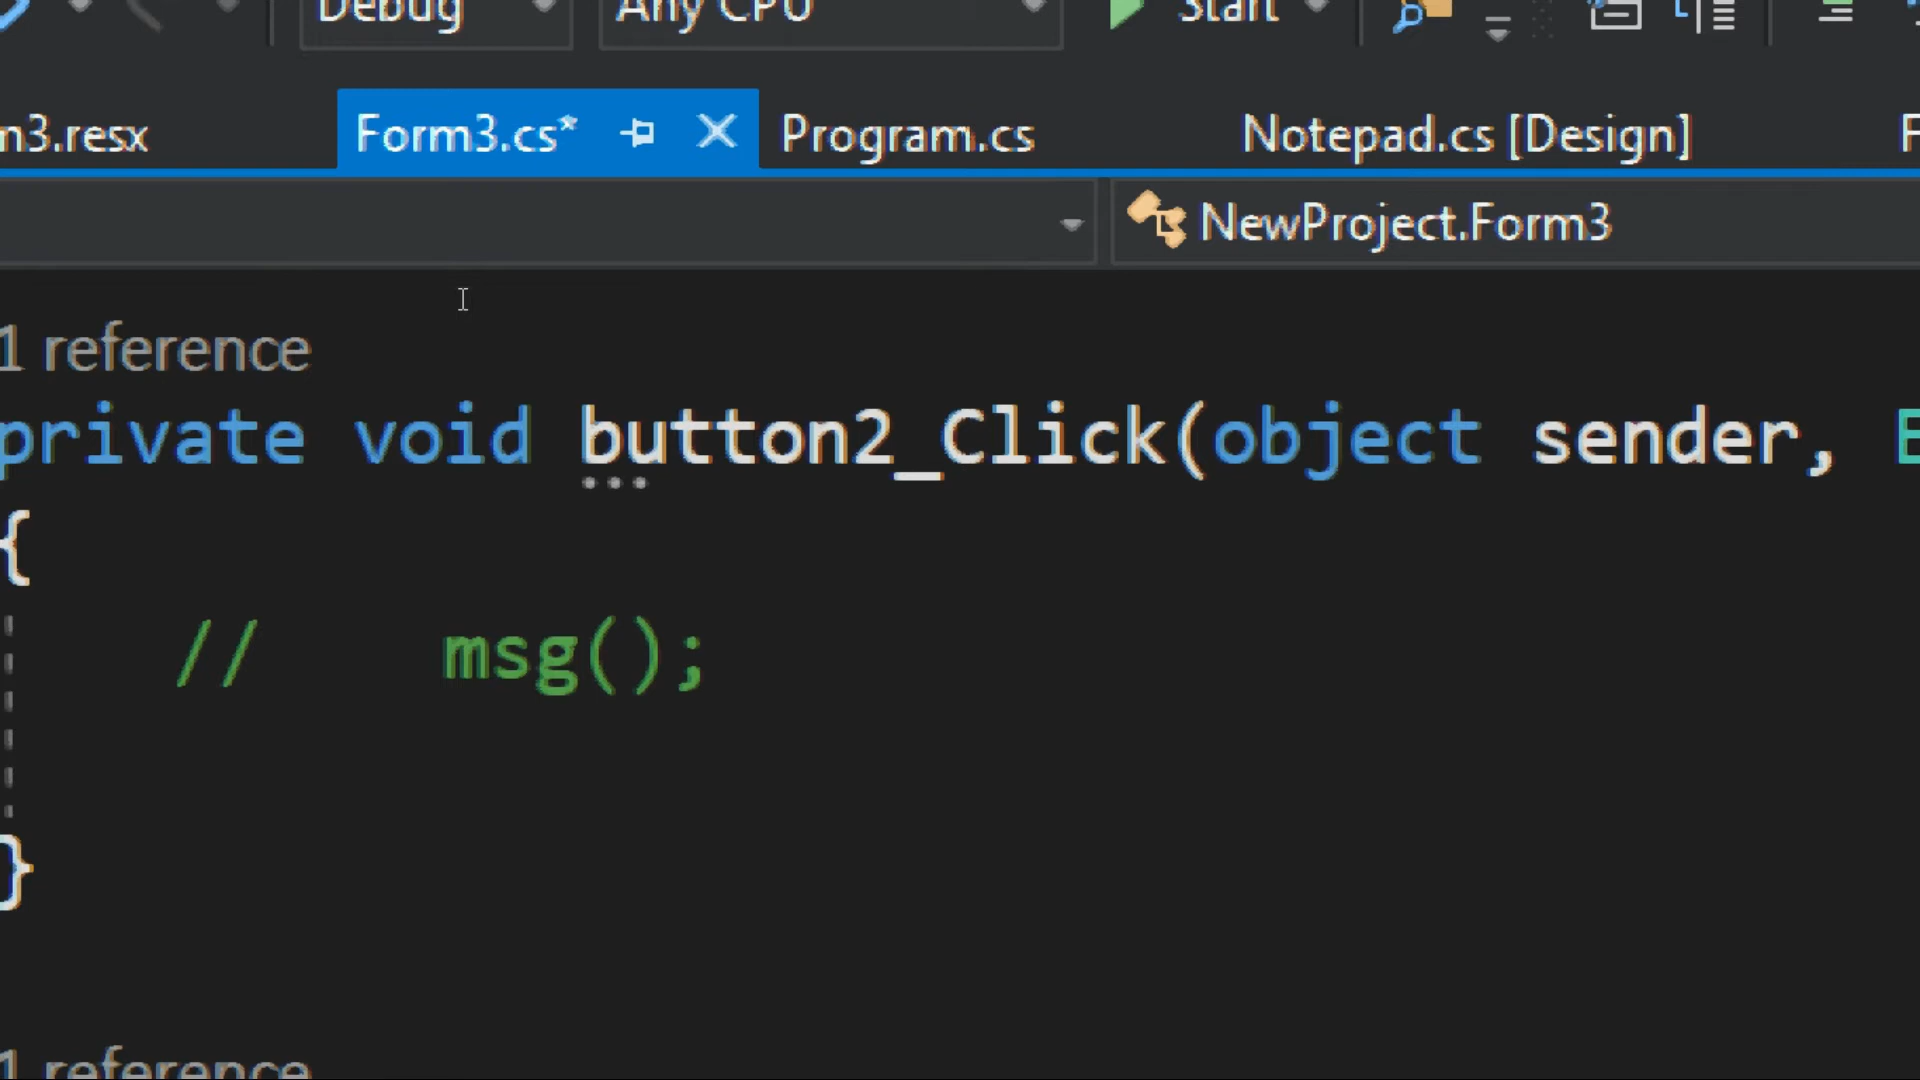 Debug Any CPU Start
m3.resx Form3.cs* Program.cs Notepad.cs [Design] F
NewProject.Form3
1 reference
private void button2_Click(object sender, E
{
// msg();
}
1 reference